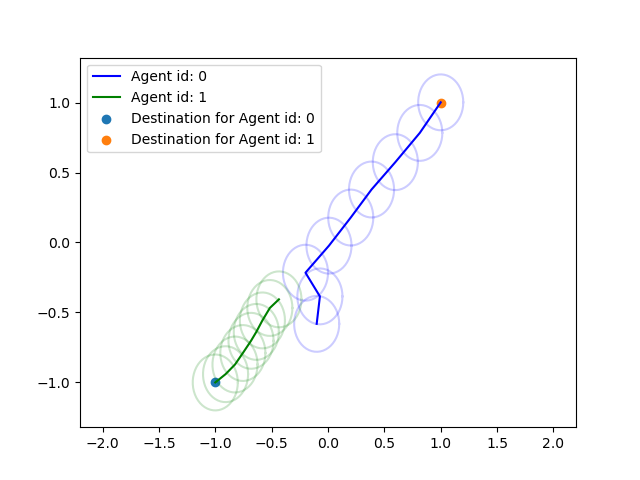 Agent id: 0
Agent id: 1
Destination for Agent id: 0
Destination for Agent id: 1
1.0
0.5
0.0
−0.5
−1.0
−2.0 −1.5 −1.0 −0.5 0.0 0.5 1.0 1.5 2.0